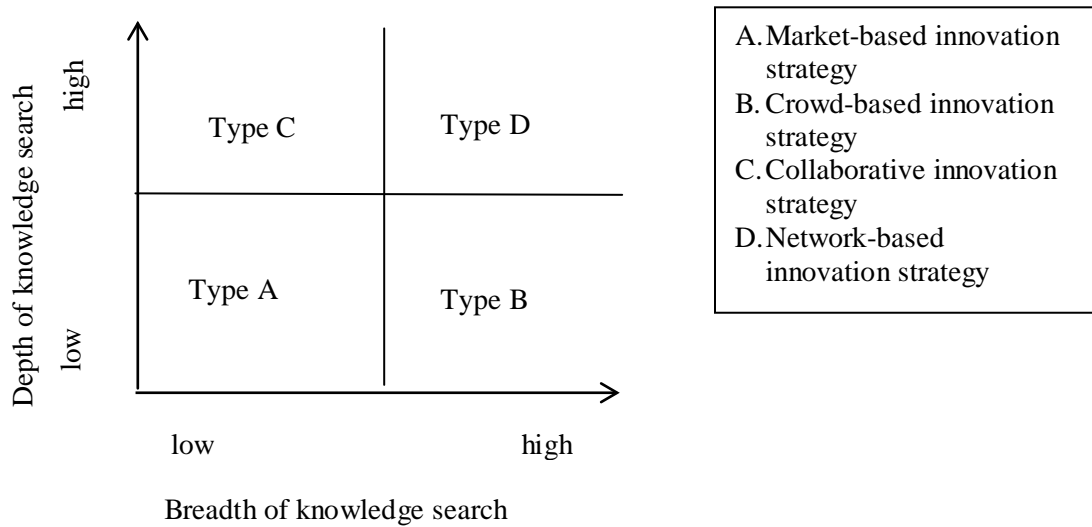 Depth of knowledge search
high
low
Type C
Type D
Type A
Type B
low
high
Breadth of knowledge search
A. Market-based innovation
strategy
B. Crowd-based innovation
strategy
C. Collaborative innovation
strategy
D. Network-based
innovation strategy